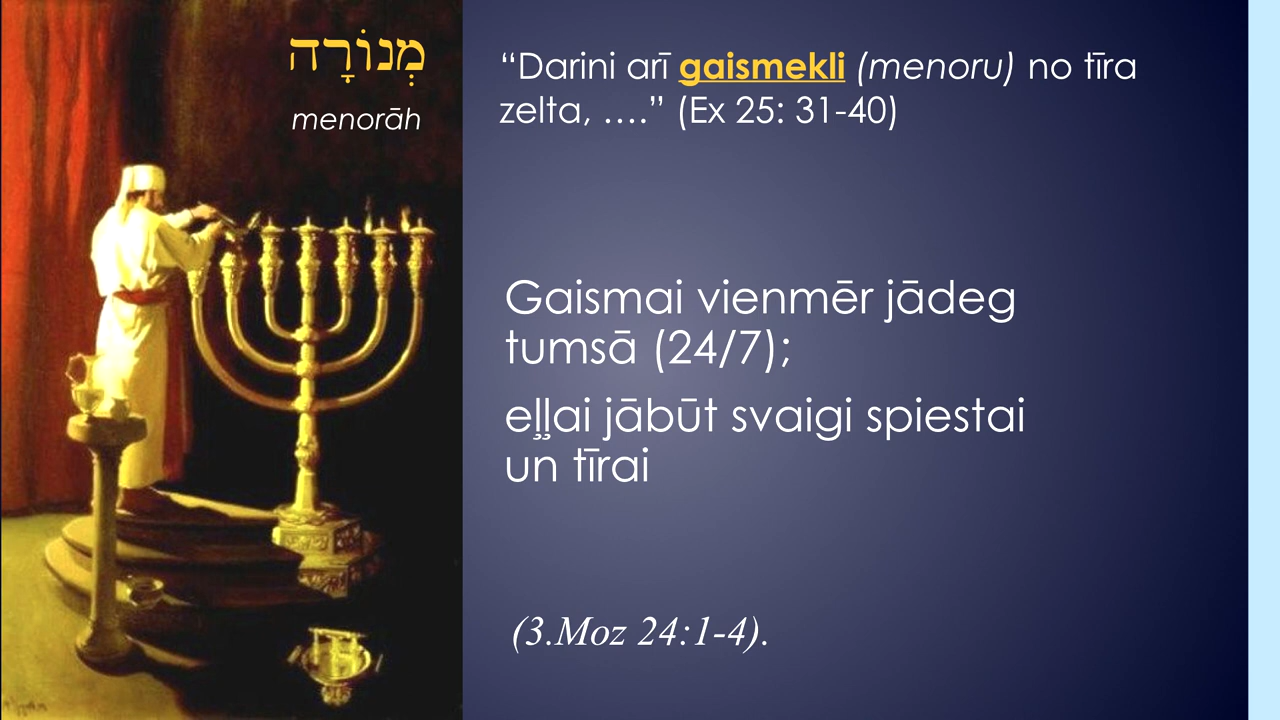 מְנוֹרָה
menorāh
“Darini arī gaismekli (menoru) no tīra
zelta, ….” (Ex 25: 31-40)
Gaismai vienmēr jādeg
tumsā (24/7);
eļļai jābūt svaigi spiestai
un tīrai
(3.Moz 24:1-4).